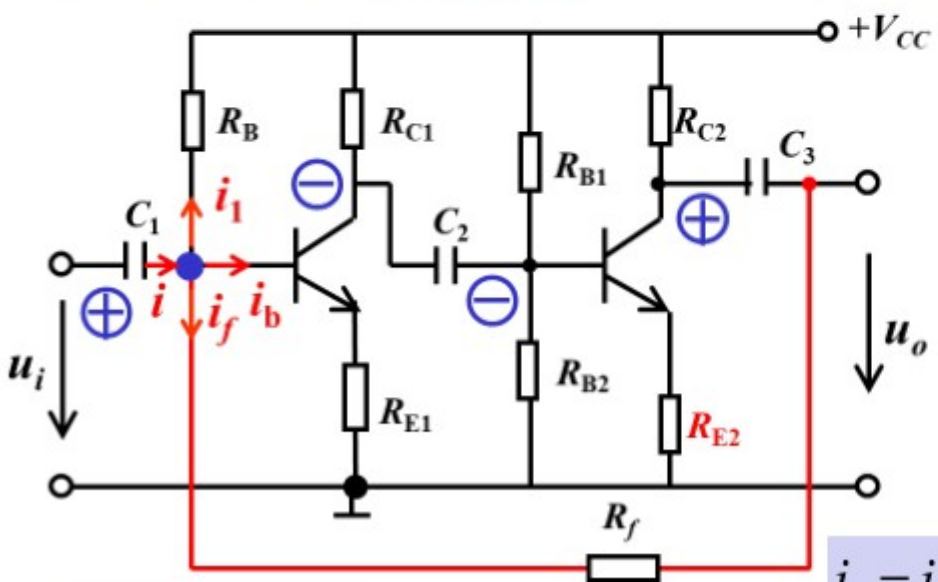 +V_CC
R_B
R_C1
R_C2
C_3
R_B1
i_1
C_1
C_2
i
i_f
i_b
u_i
u_o
R_E1
R_B2
R_E2
R_f